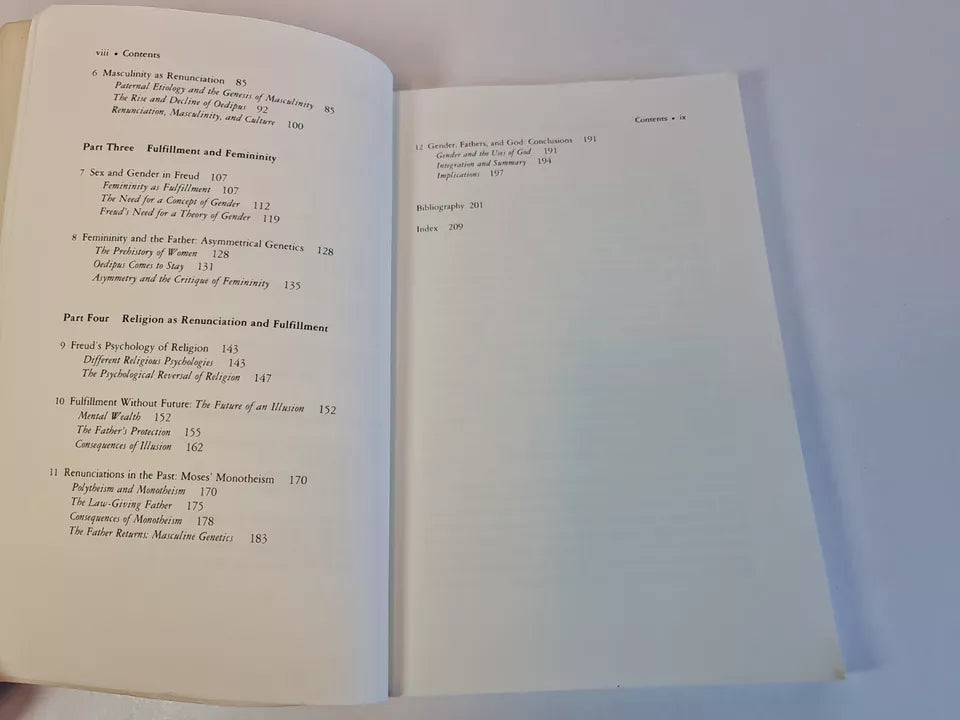 viii • Contents
6 Masculinity as Renunciation 85
Paternal Etiology and the Genesis of Masculinity 85
The Rise and Decline of Oedipus 92
Renunciation, Masculinity, and Culture 100
Part Three Fulfillment and Femininity
7 Sex and Gender in Freud 107
Femininity as Fulfillment 107
The Need for a Concept of Gender 112
Freud's Need for a Theory of Gender 119
8 Femininity and the Father: Asymmetrical Genetics 128
The Prehistory of Women 128
Oedipus Comes to Stay 131
Asymmetry and the Critique of Femininity 135
Part Four Religion as Renunciation and Fulfillment
9 Freud's Psychology of Religion 143
Different Religious Psychologies 143
The Psychological Reversal of Religion 147
10 Fulfillment Without Future: The Future of an Illusion 152
Mental Wealth 152
The Father's Protection 155
Consequences of Illusion 162
11 Renunciations in the Past: Moses' Monotheism 170
Polytheism and Monotheism 170
The Law-Giving Father 175
Consequences of Monotheism 178
The Father Returns: Masculine Genetics 183
Contents • ix
12 Gender, Fathers, and God: Conclusions 191
Gender and the Uses of God 191
Integration and Summary 194
Implications 197
Bibliography 201
Index 209